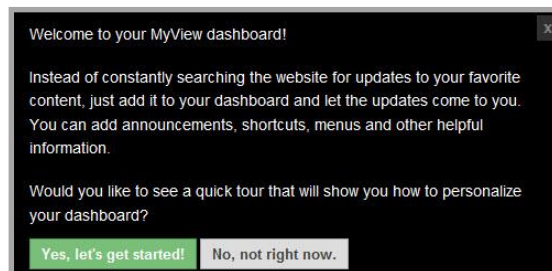 Welcome to your MyView dashboard!
x
Instead of constantly searching the website for updates to your favorite
content, just add it to your dashboard and let the updates come to you.
You can add announcements, shortcuts, menus and other helpful
information.
Would you like to see a quick tour that will show you how to personalize
your dashboard?
Yes, let's get started! No, not right now.